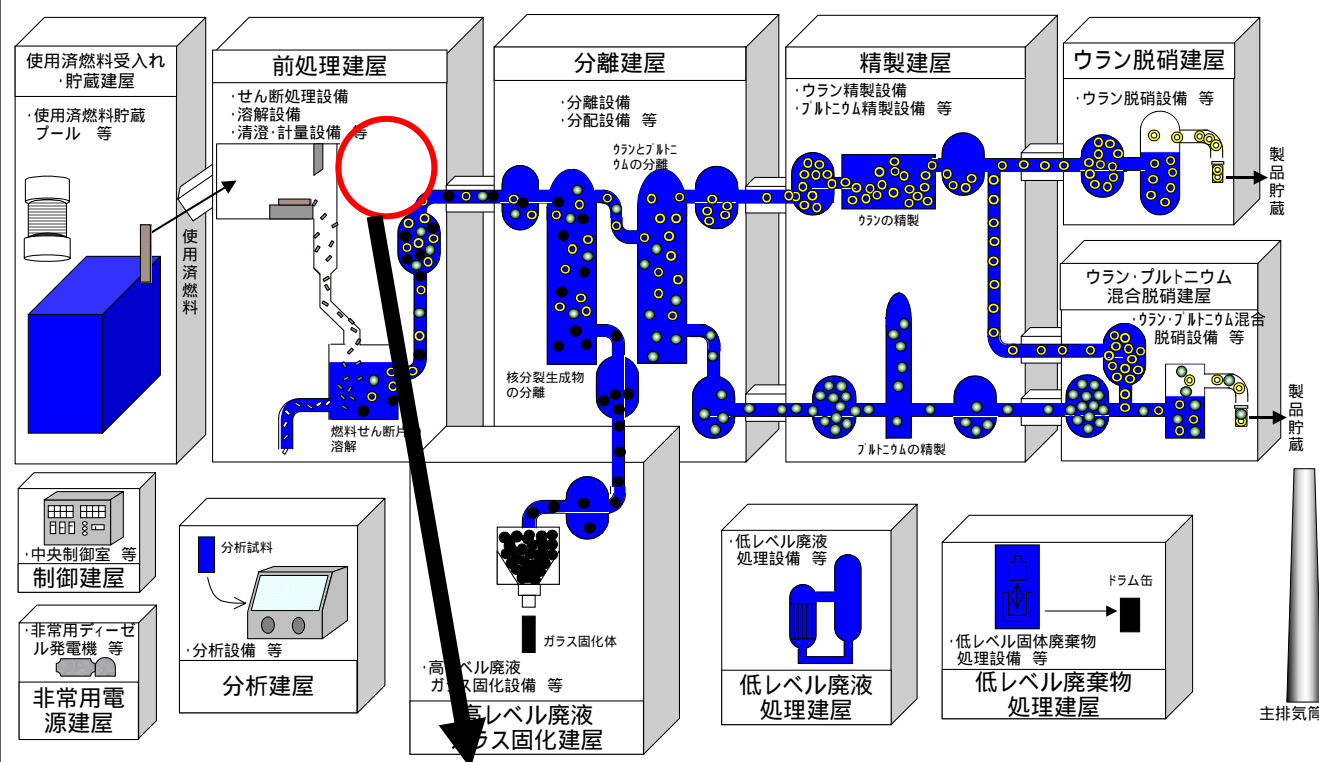 使用済燃料受入れ
・貯蔵建屋
・使用済燃料貯蔵
プール 等
使用済燃料
前処理建屋
・せん断処理設備
・溶解設備
・清澄・計量設備 等
燃料せん断片
溶解
分離建屋
・分離設備
・分配設備 等
ウランとプルトニ
ウムの分離
核分裂生成物
の分離
精製建屋
・ウラン精製設備
・プルトニウム精製設備 等
ウランの精製
プルトニウムの精製
ウラン脱硝建屋
・ウラン脱硝設備 等
製品貯蔵
ウラン・プルトニウム
混合脱硝建屋
・ウラン・プルトニウム混合
脱硝設備 等
製品貯蔵
・中央制御室 等
制御建屋
・非常用ディーゼ
ル発電機 等
非常用電
源建屋
分析試料
・分析設備 等
分析建屋
ガラス固化体
・高レベル廃液
ガラス固化設備 等
高レベル廃液
ガラス固化建屋
・低レベル廃液
処理設備 等
低レベル廃液
処理建屋
ドラム缶
・低レベル固体廃棄物
処理設備 等
低レベル廃棄物
処理建屋
主排気筒